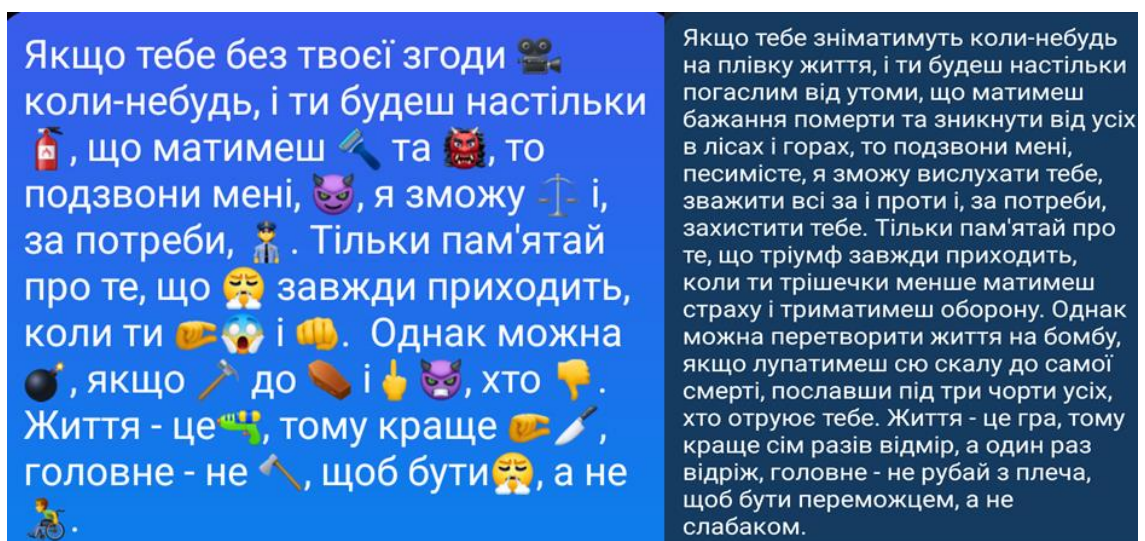 Якщо тебе без твоєї згоди 🎥
коли-небудь, і ти будеш настільки
🧯, що матимеш 🪒 та 👹, то
подзвони мені, 😈, я зможу ⚖️ і,
за потреби, 👮‍♂️. Тільки пам'ятай
про те, що 😤 завжди приходить,
коли ти 🤏😱 і 👊. Однак можна
💣, якщо ⛏️ до ⚰️ і🖕👿, хто 👎.
Життя - це🔫, тому краще 🤏🔪,
головне - не 🪓, щоб бути😤, а не
👨‍🦽.
Якщо тебе зніматимуть коли-небудь
на плівку життя, і ти будеш настільки
погаслим від утоми, що матимеш
бажання померти та зникнути від усіх
в лісах і горах, то подзвони мені,
песимісте, я зможу вислухати тебе,
зважити всі за і проти і, за потреби,
захистити тебе. Тільки пам'ятай про
те, що тріумф завжди приходить,
коли ти трішечки менше матимеш
страху і триматимеш оборону. Однак
можна перетворити життя на бомбу,
якщо лупатимеш сю скалу до самої
смерті, пославши під три чорти усіх,
хто отруює тебе. Життя - це гра, тому
краще сім разів відмір, а один раз
відріж, головне - не рубай з плеча,
щоб бути переможцем, а не
слабаком.